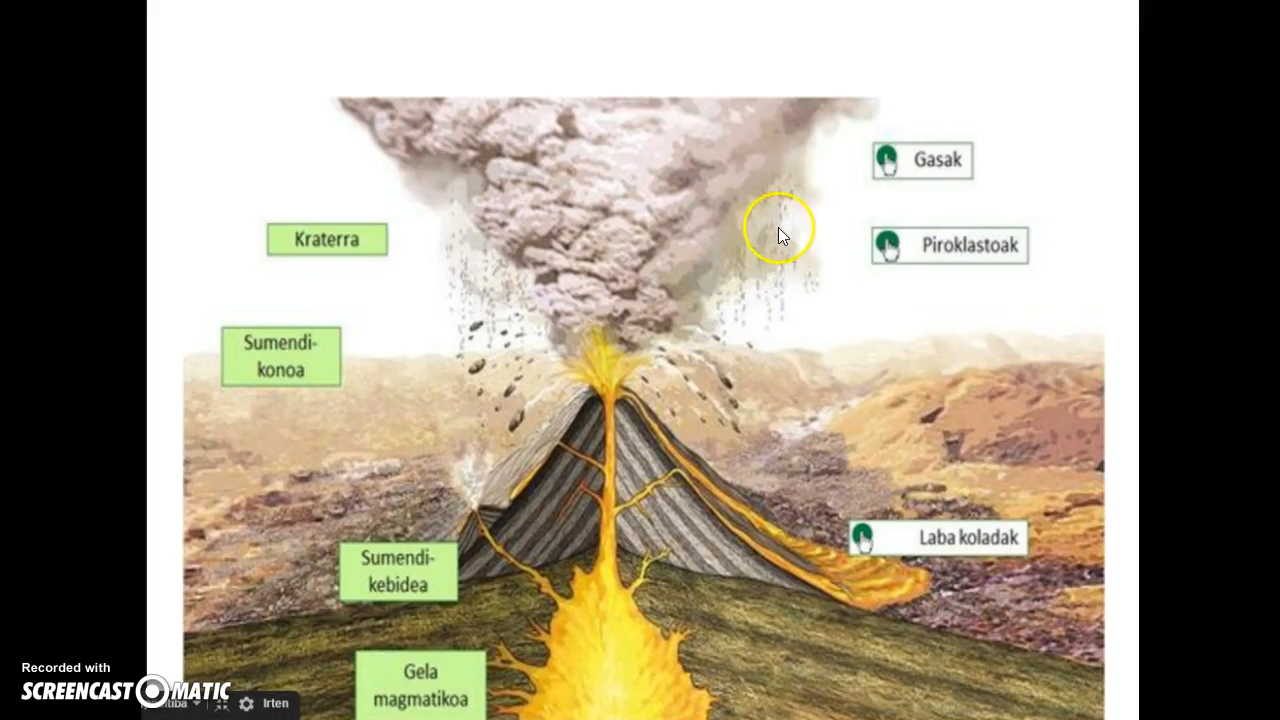 Gasak
Kraterra
Piroklastoak
Sumendi-
konoa
Laba koladak
Sumendi-
kebidea
Gela
magmatikoa
Recorded with
SCREENCAST MATIC
Irten